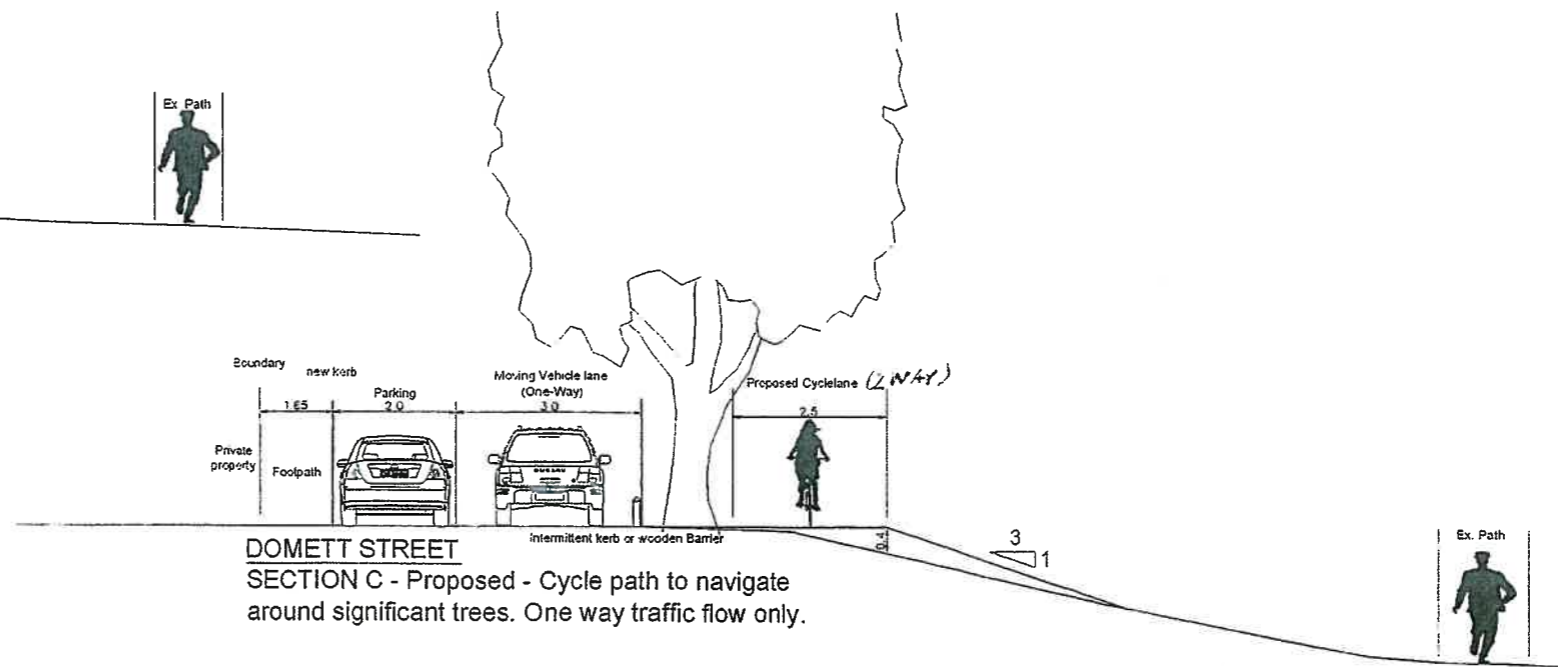 Ex Path
Boundary
new kerb
Parking
Moving Vehicle lane
(One-Way)
Proposed Cyclelane (2 WAY)
1.65
2.0
3.0
2.5
Private
property
Footpath
SUBARU
0.4
3
1
Ex. Path
Intermittent kerb or wooden Barrier
DOMETT STREET
SECTION C - Proposed - Cycle path to navigate
around significant trees. One way traffic flow only.